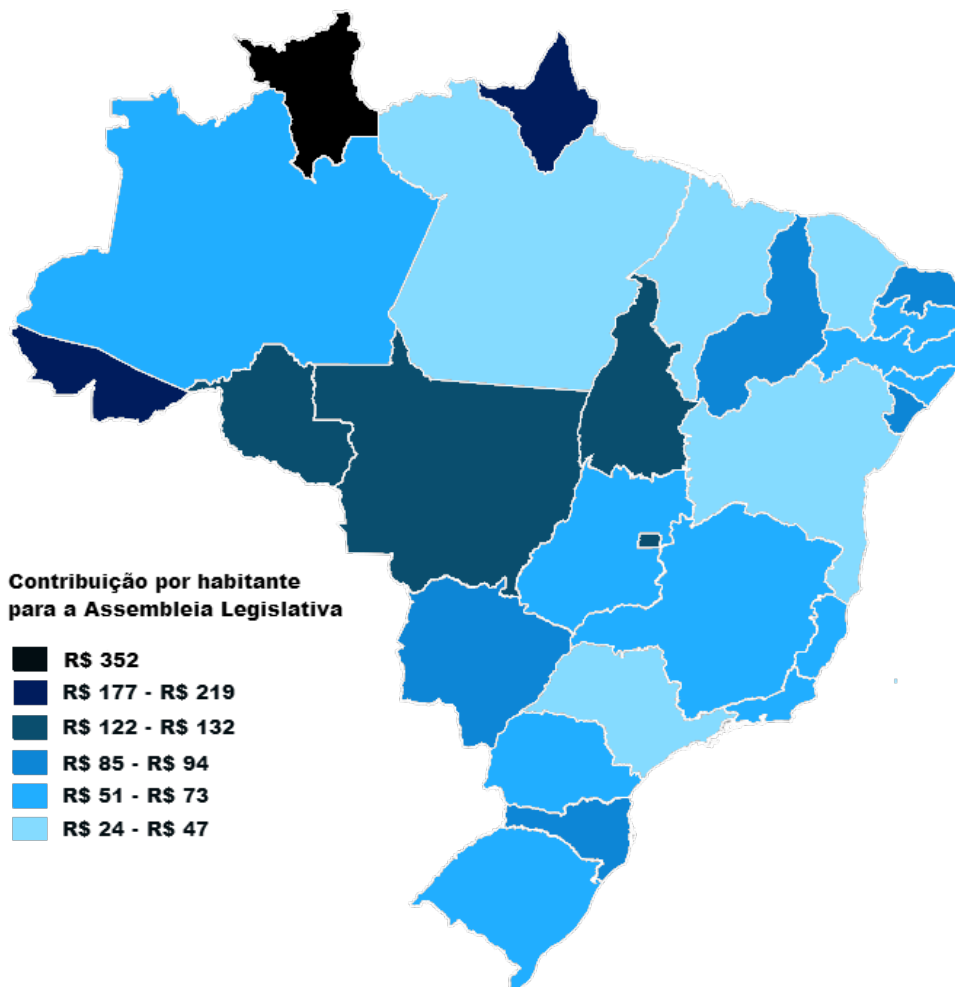 Contribuição por habitante
para a Assembleia Legislativa
R$ 352
R$ 177 - R$ 219
R$ 122 - R$ 132
R$ 85 - R$ 94
R$ 51 - R$ 73
R$ 24 - R$ 47